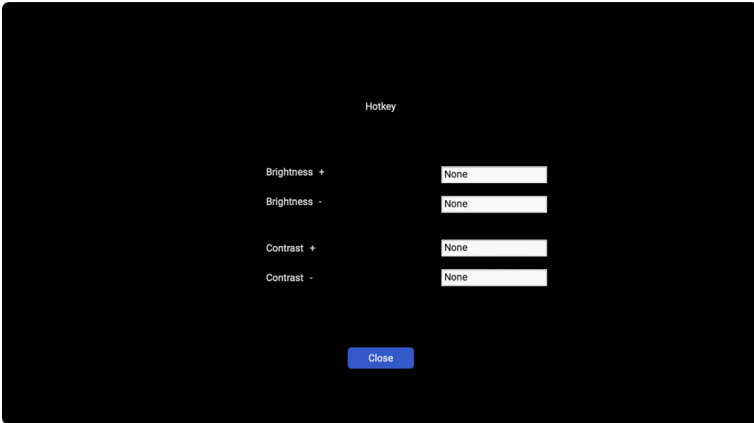 Hotkey
Brightness + None
Brightness - None
Contrast + None
Contrast - None
Close